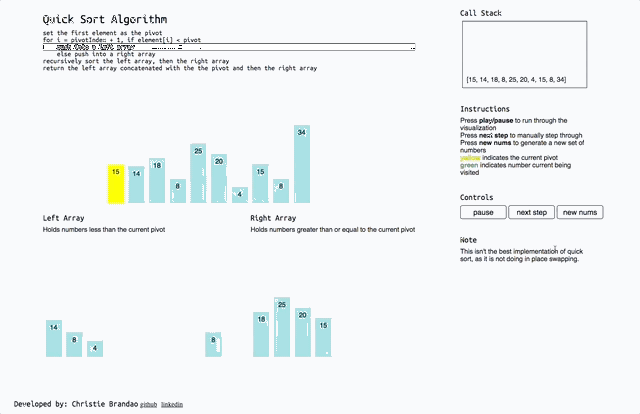 Quick Sort Algorithm
set the first element as the pivot
for i = pivotIndex + 1, if element[i] < pivot
else push into a right array
recursively sort the left array, then the right array
return the left array concatenated with the the pivot and then the right array
15 14 18 8 25 20 4 15 8 34
Left Array
Holds numbers less than the current pivot
Right Array
Holds numbers greater than or equal to the current pivot
14 8 4 8 18 25 20 15
Developed by: Christie Brandao github linkedin
Call Stack
[15, 14, 18, 8, 25, 20, 4, 15, 8, 34]
Instructions
Press play/pause to run through the
visualization
Press next step to manually step through
Press new nums to generate a new set of
numbers
yellow indicates the current pivot
green indicates number current being
visited
Controls
pause next step new nums
Note
This isn't the best implementation of quick
sort, as it is not doing in place swapping.